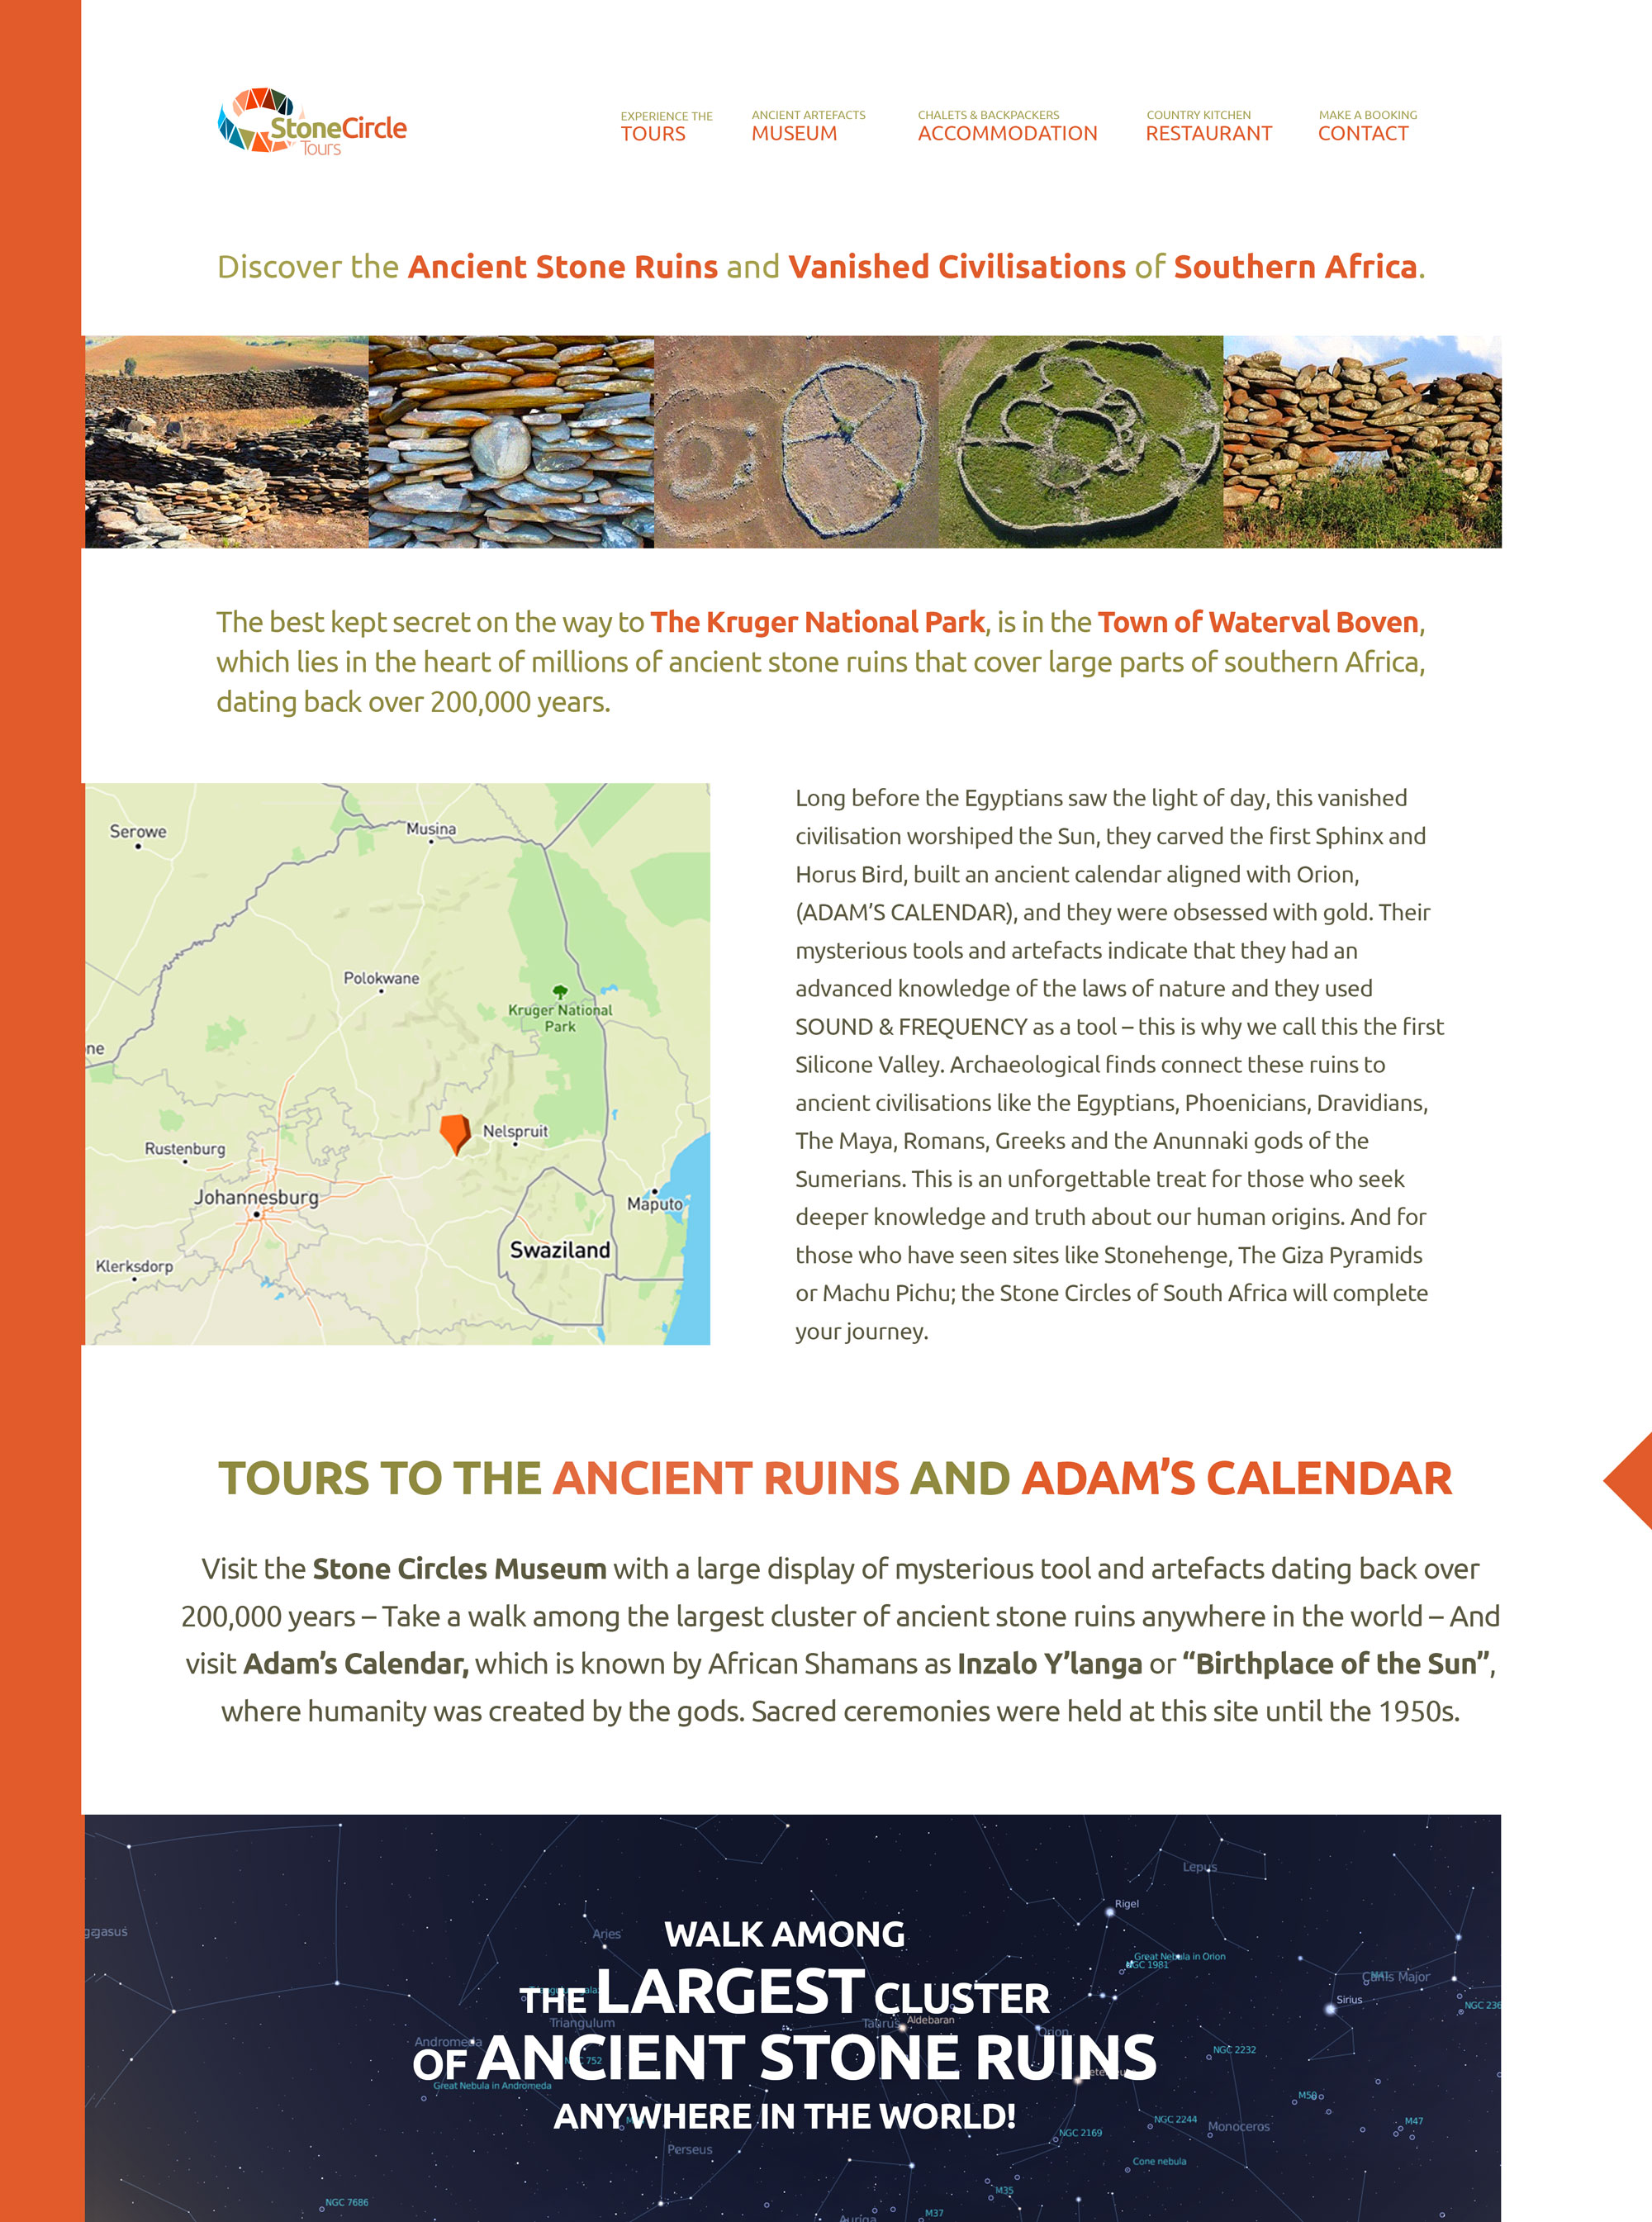 StoneCircle
Tours
EXPERIENCE THE
TOURS
ANCIENT ARTEFACTS
MUSEUM
CHALETS & BACKPACKERS
ACCOMMODATION
COUNTRY KITCHEN
RESTAURANT
MAKE A BOOKING
CONTACT
Discover the Ancient Stone Ruins and Vanished Civilisations of Southern Africa.
The best kept secret on the way to The Kruger National Park, is in the Town of Waterval Boven,
which lies in the heart of millions of ancient stone ruins that cover large parts of southern Africa,
dating back over 200,000 years.
Serowe
Musina
Polokwane
Kruger National
Park
ne
Nelspruit
Rustenburg
Johannesburg
Maputo
Swaziland
Klerksdorp
Long before the Egyptians saw the light of day, this vanished
civilisation worshiped the Sun, they carved the first Sphinx and
Horus Bird, built an ancient calendar aligned with Orion,
(ADAM’S CALENDAR), and they were obsessed with gold. Their
mysterious tools and artefacts indicate that they had an
advanced knowledge of the laws of nature and they used
SOUND & FREQUENCY as a tool – this is why we call this the first
Silicone Valley. Archaeological finds connect these ruins to
ancient civilisations like the Egyptians, Phoenicians, Dravidians,
The Maya, Romans, Greeks and the Anunnaki gods of the
Sumerians. This is an unforgettable treat for those who seek
deeper knowledge and truth about our human origins. And for
those who have seen sites like Stonehenge, The Giza Pyramids
or Machu Pichu; the Stone Circles of South Africa will complete
your journey.
TOURS TO THE ANCIENT RUINS AND ADAM’S CALENDAR
Visit the Stone Circles Museum with a large display of mysterious tool and artefacts dating back over
200,000 years – Take a walk among the largest cluster of ancient stone ruins anywhere in the world – And
visit Adam’s Calendar, which is known by African Shamans as Inzalo Y’langa or “Birthplace of the Sun”,
where humanity was created by the gods. Sacred ceremonies were held at this site until the 1950s.
Lepus
Rigel
Aries
WALK AMONG
Great Nebula in Orion
NGC 1981
Canis Major
Sirius
THE LARGEST CLUSTER
Triangulum
Taurus
Aldebaran
Orion
Andromeda
OF ANCIENT STONE RUINS
NGC 2232
Great Nebula in Andromeda
M50
ANYWHERE IN THE WORLD!
NGC 2244
Monoceros
M47
NGC 2169
Perseus
Cone nebula
M35
NGC 7686
M37
Auriga